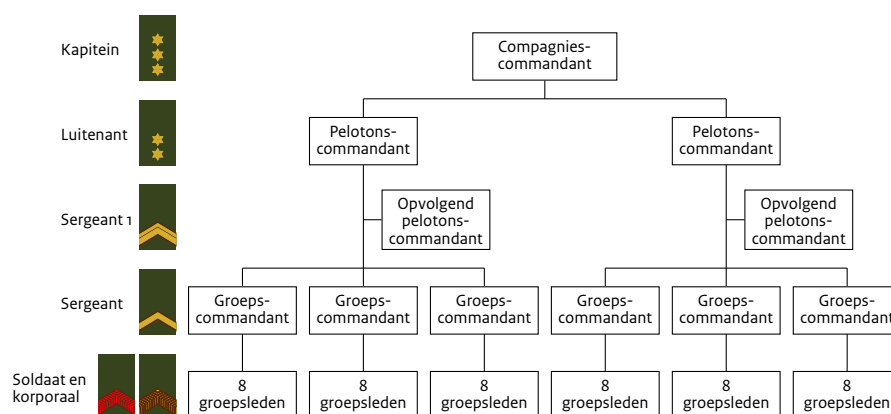 Kapitein
Compagnies-
commandant
Luitenant
Pelotons-
commandant
Pelotons-
commandant
Sergeant 1
Opvolgend
pelotons-
commandant
Opvolgend
pelotons-
commandant
Sergeant
Groeps-
commandant
Groeps-
commandant
Groeps-
commandant
Groeps-
commandant
Groeps-
commandant
Groeps-
commandant
Soldaat en
korporaal
8
groepsleden
8
groepsleden
8
groepsleden
8
groepsleden
8
groepsleden
8
groepsleden